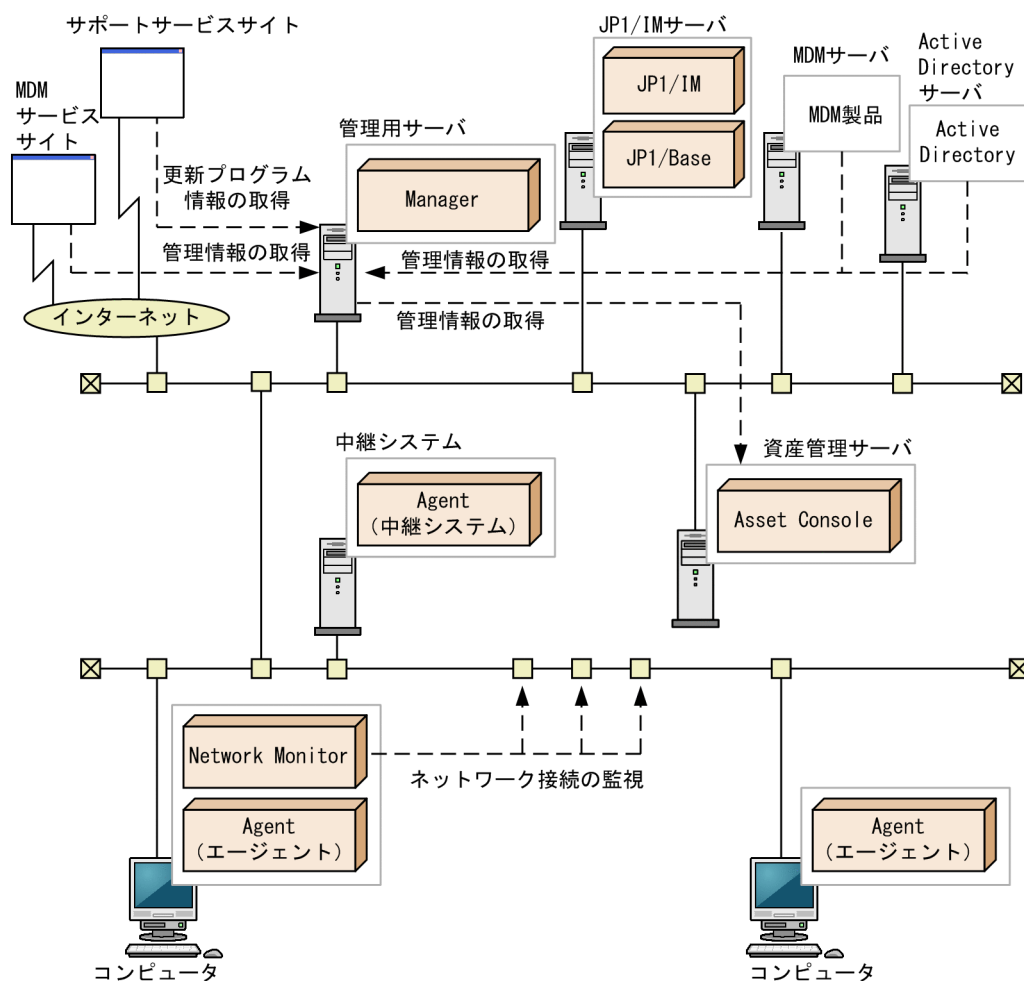 サポートサービスサイト
MDM
サービス
サイト
更新プログラム
情報の取得
管理情報の取得
インターネット
管理用サーバ
Manager
JP1/IMサーバ
JP1/IM
JP1/Base
MDMサーバ
MDM製品
Active
Directory
サーバ
Active
Directory
管理情報の取得
管理情報の取得
中継システム
Agent
(中継システム)
資産管理サーバ
Asset Console
Network Monitor
Agent
(エージェント)
ネットワーク接続の監視
Agent
(エージェント)
コンピュータ
コンピュータ